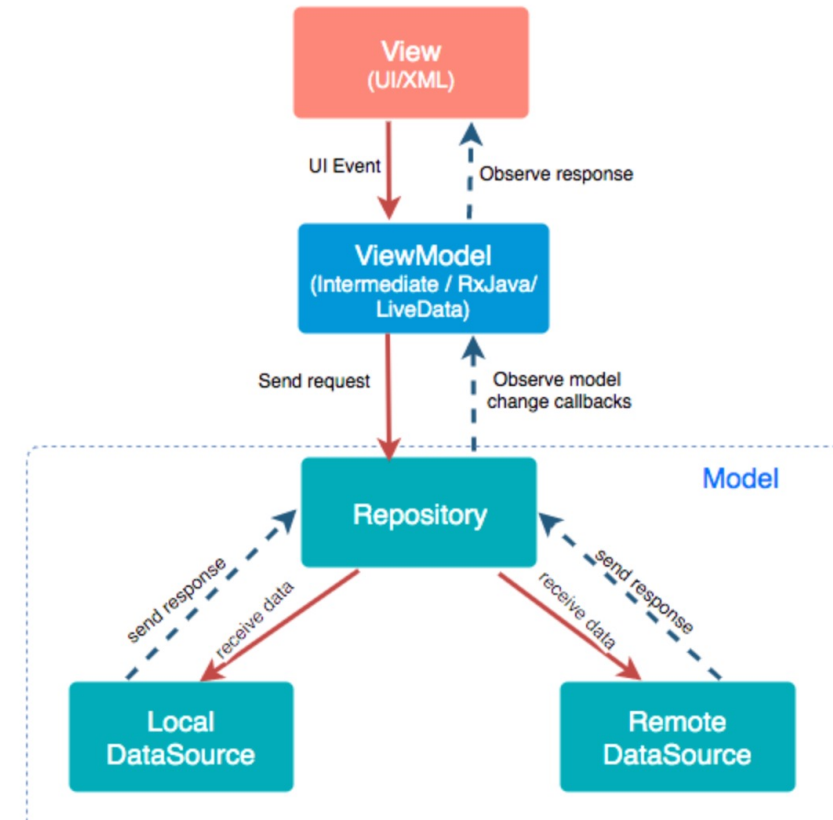 View
(UI/XML)
UI Event
Observe response
ViewModel
(Intermediate / RxJava/
LiveData)
Send request
Observe model
change callbacks
Model
Repository
send response
receive data
receive data
send response
Local
DataSource
Remote
DataSource